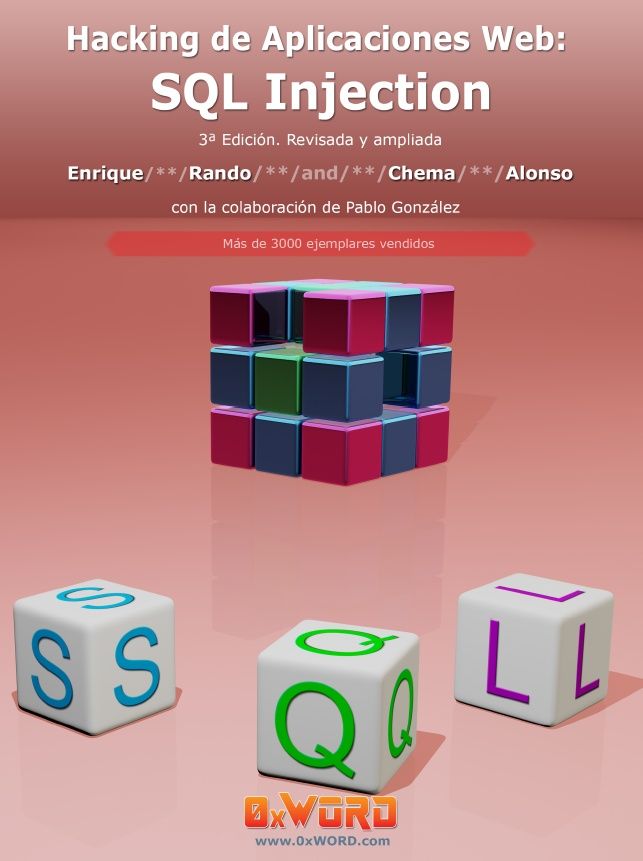 Hacking de Aplicaciones Web:
SQL Injection
3ª Edición. Revisada y ampliada
Enrique/**/Rando/**/and/**/Chema/**/Alonso
con la colaboración de Pablo González
Más de 3000 ejemplares vendidos
S
S S
Q
Q Q
L
L L
0xWORD
www.0xWORD.com